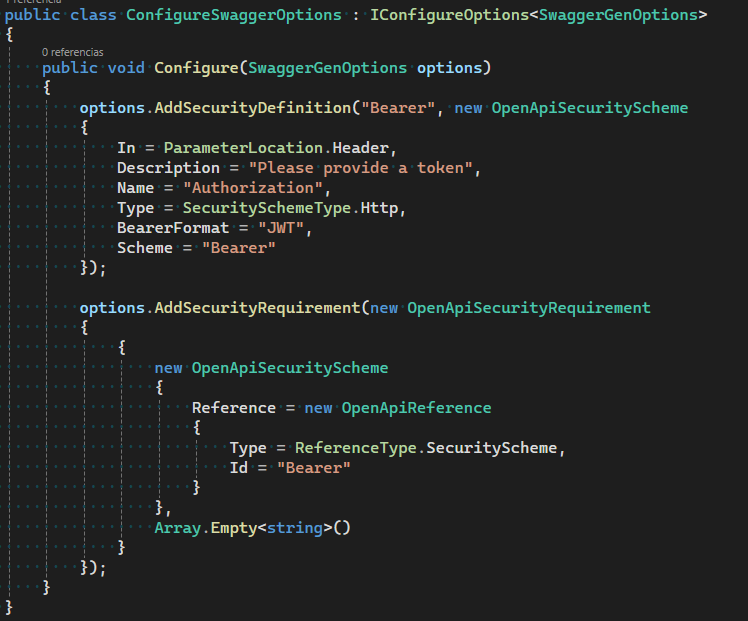 1 referencia
public class ConfigureSwaggerOptions : IConfigureOptions<SwaggerGenOptions>
{
0 referencias
public void Configure(SwaggerGenOptions options)
{
options.AddSecurityDefinition("Bearer", new OpenApiSecurityScheme
{
In = ParameterLocation.Header,
Description = "Please provide a token",
Name = "Authorization",
Type = SecuritySchemeType.Http,
BearerFormat = "JWT",
Scheme = "Bearer"
});
options.AddSecurityRequirement(new OpenApiSecurityRequirement
{
{
new OpenApiSecurityScheme
{
Reference = new OpenApiReference
{
Type = ReferenceType.SecurityScheme,
Id = "Bearer"
}
},
Array.Empty<string>()
}
});
}
}